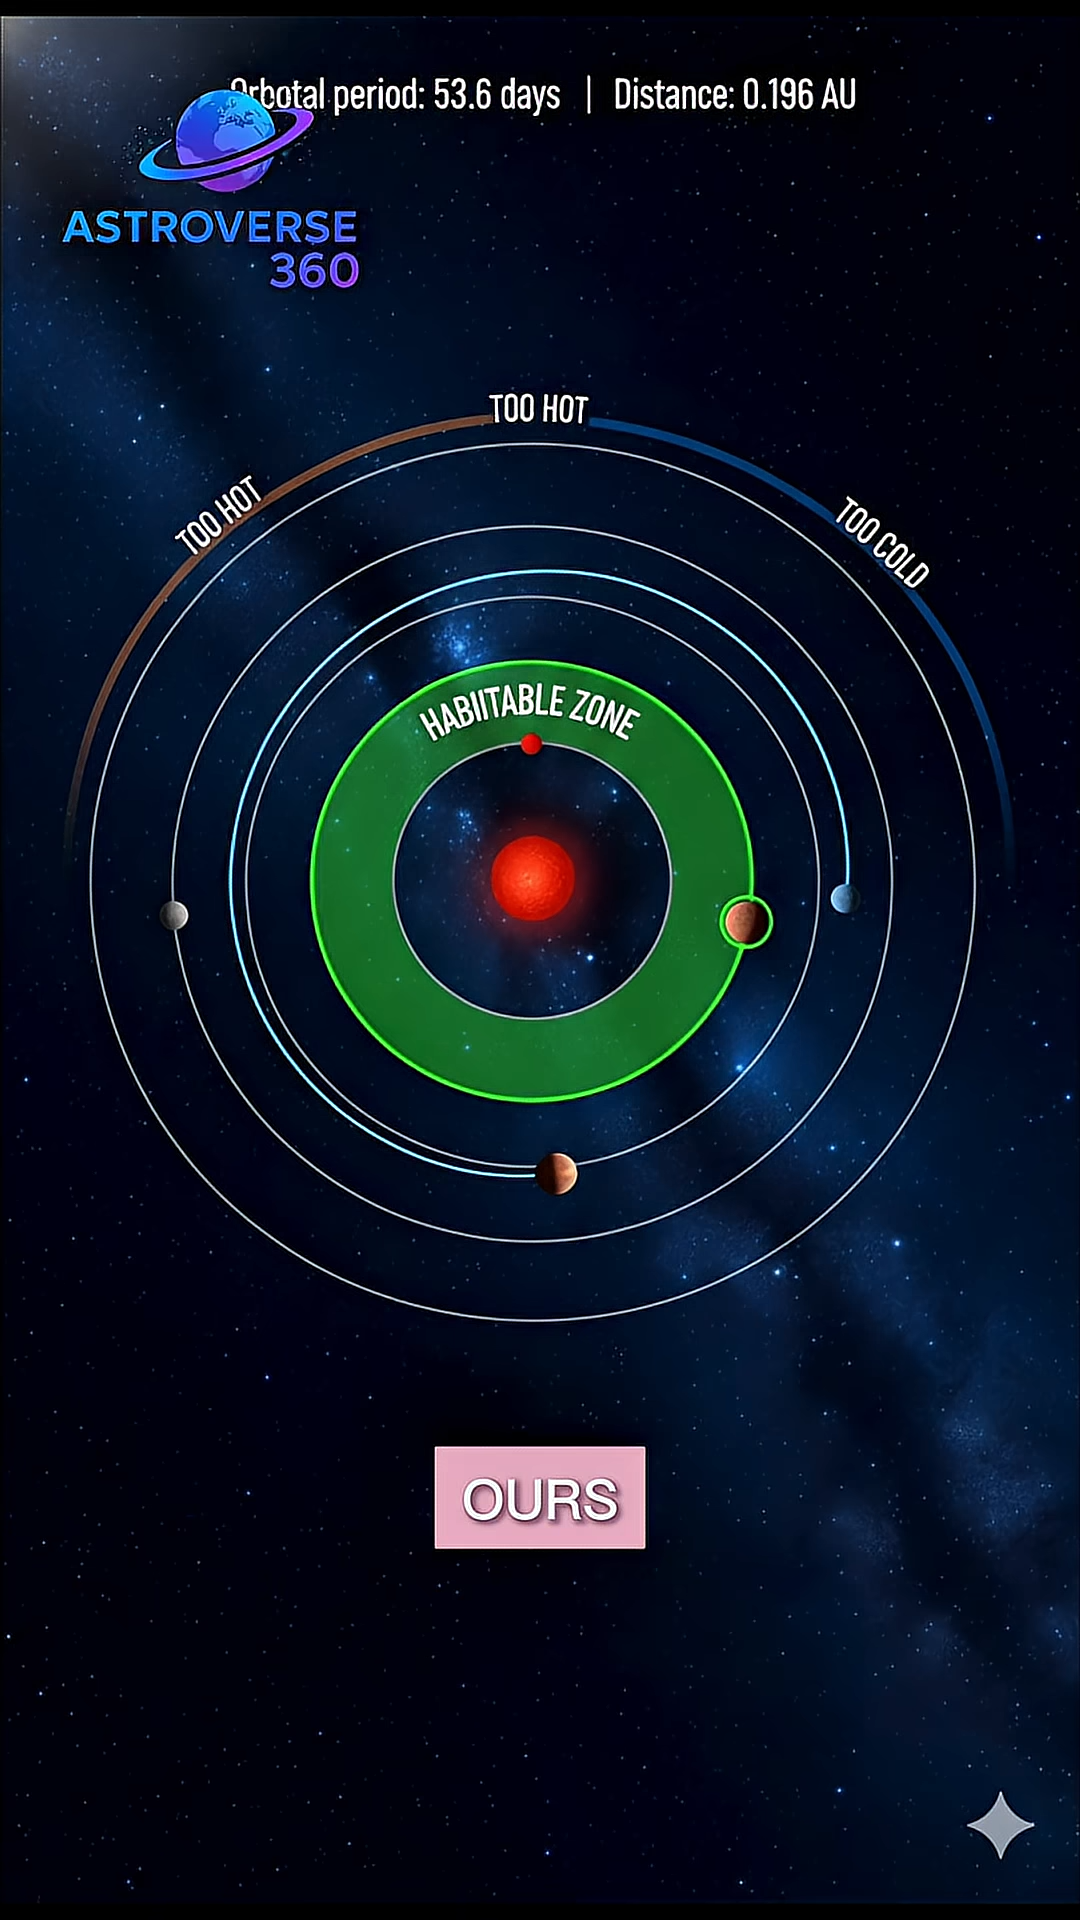 Orbotal period: 53.6 days | Distance: 0.196 AU
ASTROVERSE
360
TOO HOT
TOO HOT
TOO COLD
HABIITABLE ZONE
OURS